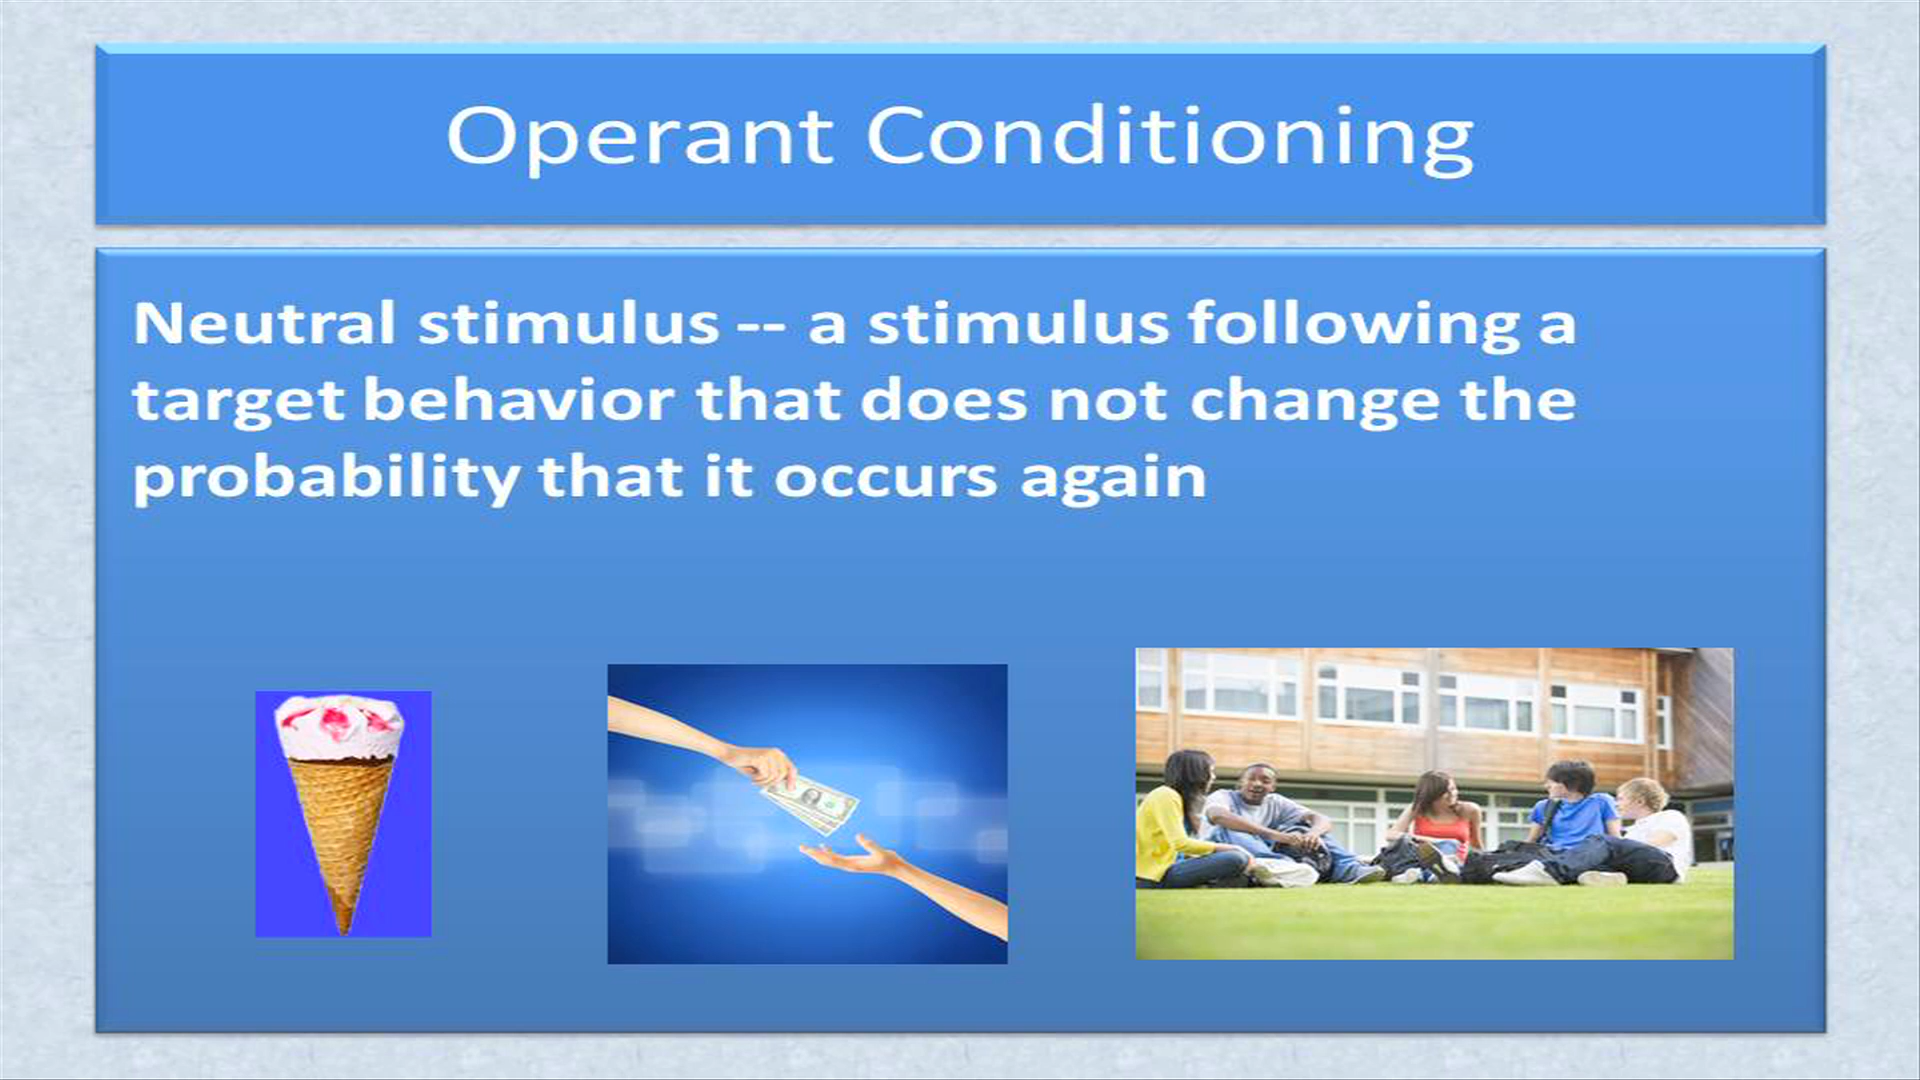 Operant Conditioning
Neutral stimulus -- a stimulus following a
target behavior that does not change the
probability that it occurs again